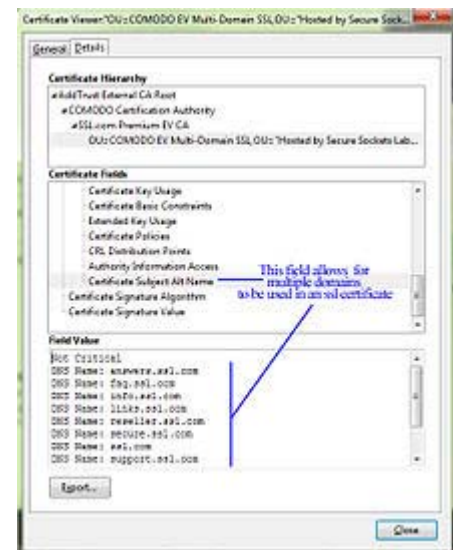 Certificate Viewer:"OU=COMODO EV Multi-Domain SSL,OU="Hosted by Secure Sock...
General Details
Certificate Hierarchy
AddTrust External CA Root
COMODO Certification Authority
SSL.com Premium EV CA
OU=COMODO EV Multi-Domain SSL,OU="Hosted by Secure Sockets Lab...
Certificate Fields
Certificate Key Usage
Certificate Basic Constraints
Extended Key Usage
Certificate Policies
CRL Distribution Points
Authority Information Access
Certificate Subject Alt Name
Certificate Signature Algorithm
Certificate Signature Value
This field allows for
multiple domains
to be used in an ssl certificate
Field Value
Not Critical
DNS Name: answers.ssl.com
DNS Name: faq.ssl.com
DNS Name: info.ssl.com
DNS Name: links.ssl.com
DNS Name: reseller.ssl.com
DNS Name: secure.ssl.com
DNS Name: ssl.com
DNS Name: support.ssl.com
Export...
Close